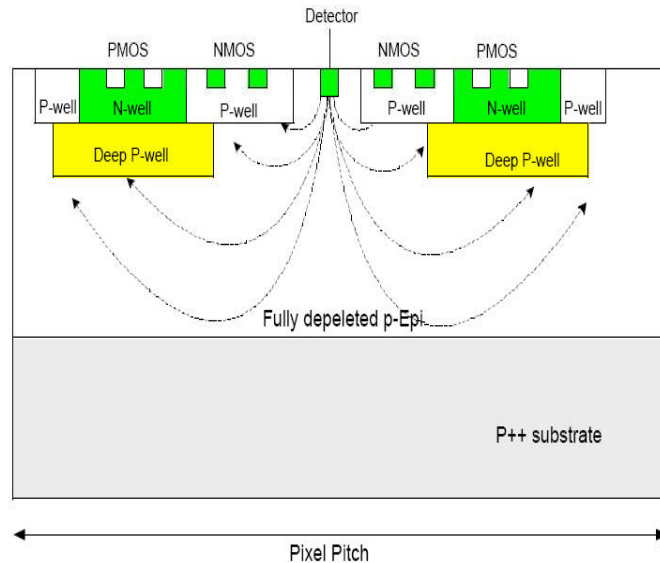 Detector
PMOS NMOS NMOS PMOS
P-well N-well P-well P-well N-well P-well
Deep P-well Deep P-well
Fully depeleted p-Epi
P++ substrate
Pixel Pitch